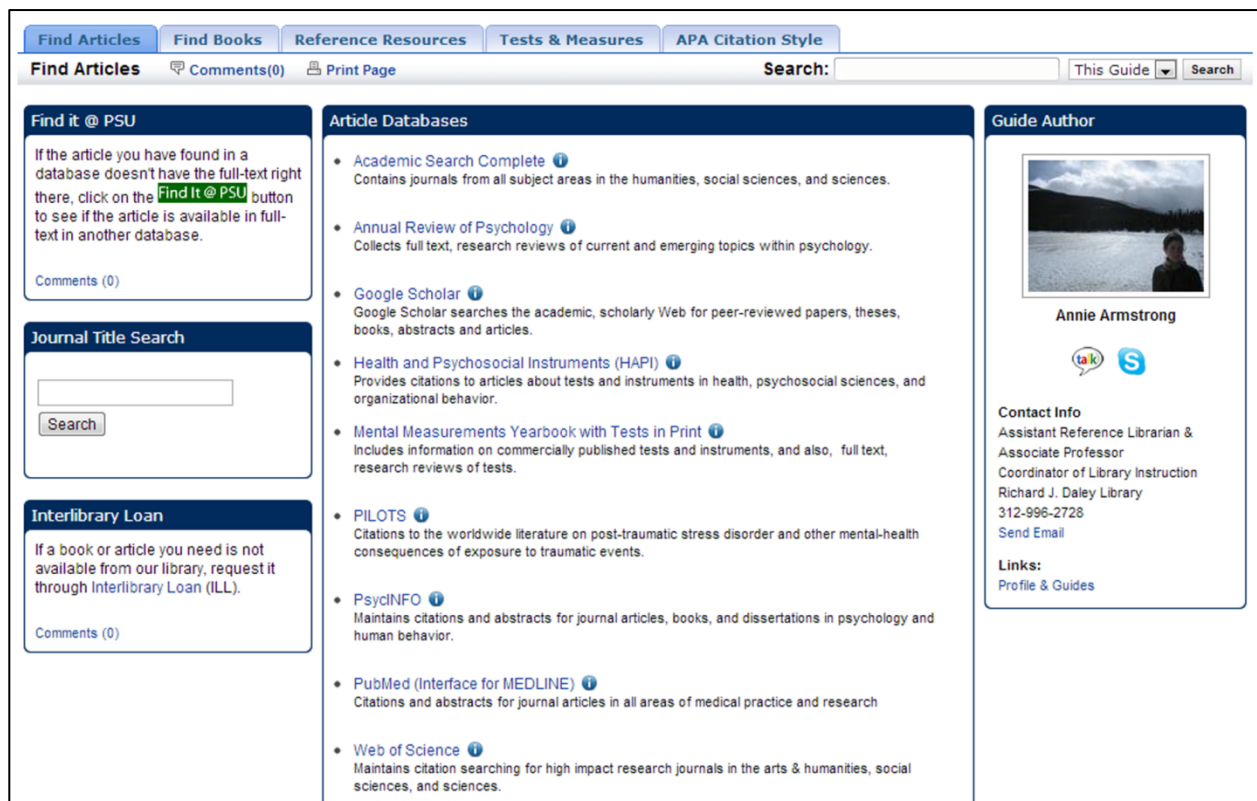 Find Articles
Find Books
Reference Resources
Tests & Measures
APA Citation Style
Find Articles
Comments(0)
Print Page
Search:
This Guide
Search
Find it @ PSU
If the article you have found in a
database doesn't have the full-text right
there, click on the Find It @ PSU button
to see if the article is available in full-
text in another database.
Comments (0)
Journal Title Search
Search
Interlibrary Loan
If a book or article you need is not
available from our library, request it
through Interlibrary Loan (ILL).
Comments (0)
Article Databases
Academic Search Complete
Contains journals from all subject areas in the humanities, social sciences, and sciences.
Annual Review of Psychology
Collects full text, research reviews of current and emerging topics within psychology.
Google Scholar
Google Scholar searches the academic, scholarly Web for peer-reviewed papers, theses,
books, abstracts and articles.
Health and Psychosocial Instruments (HAPI)
Provides citations to articles about tests and instruments in health, psychosocial sciences, and
organizational behavior.
Mental Measurements Yearbook with Tests in Print
Includes information on commercially published tests and instruments, and also, full text,
research reviews of tests.
PILOTS
Citations to the worldwide literature on post-traumatic stress disorder and other mental-health
consequences of exposure to traumatic events.
PsycINFO
Maintains citations and abstracts for journal articles, books, and dissertations in psychology and
human behavior.
PubMed (Interface for MEDLINE)
Citations and abstracts for journal articles in all areas of medical practice and research
Web of Science
Maintains citation searching for high impact research journals in the arts & humanities, social
sciences, and sciences.
Guide Author
Annie Armstrong
talk
Contact Info
Assistant Reference Librarian &
Associate Professor
Coordinator of Library Instruction
Richard J. Daley Library
312-996-2728
Send Email
Links:
Profile & Guides